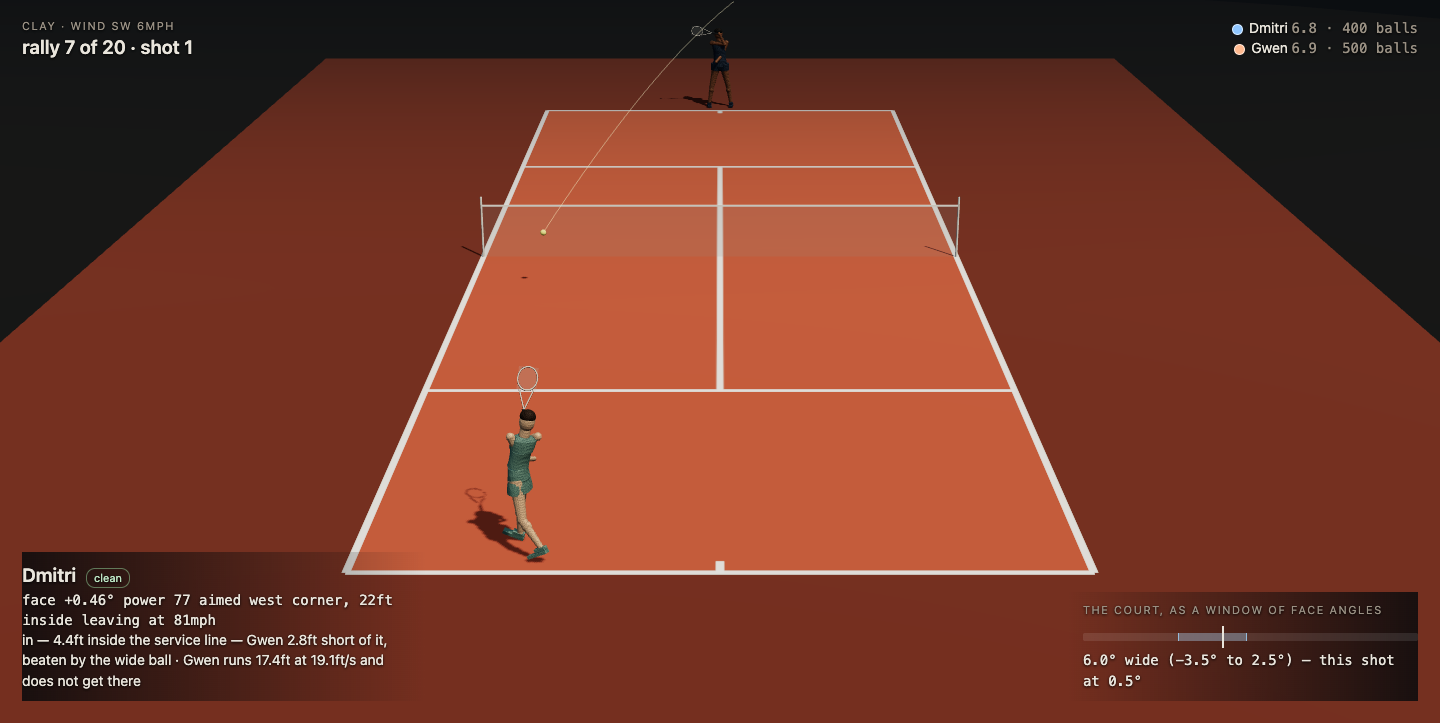 CLAY · WIND SW 6MPH
rally 7 of 20 · shot 1
Dmitri 6.8 · 400 balls
Gwen 6.9 · 500 balls
Dmitri clean
face +0.46° power 77 aimed west corner, 22ft
inside leaving at 81mph
in — 4.4ft inside the service line — Gwen 2.8ft short of it,
beaten by the wide ball · Gwen runs 17.4ft at 19.1ft/s and
does not get there
THE COURT, AS A WINDOW OF FACE ANGLES
6.0° wide (−3.5° to 2.5°) — this shot
at 0.5°